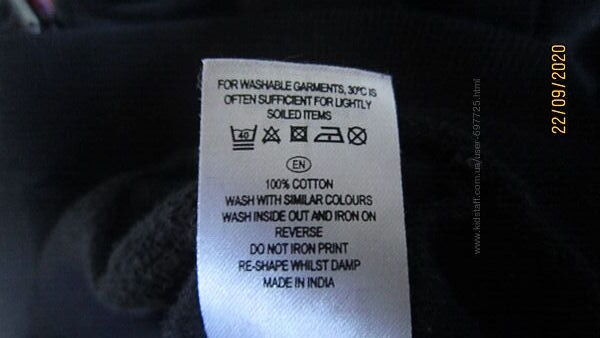 FOR WASHABLE GARMENTS, 30°C IS
OFTEN SUFFICIENT FOR LIGHTLY
SOILED ITEMS
40
EN
100% COTTON
WASH WITH SIMILAR COLOURS
WASH INSIDE OUT AND IRON ON
REVERSE
DO NOT IRON PRINT
RE-SHAPE WHILST DAMP
MADE IN INDIA
www.kidstaff.com.ua/user-697725.html
22/09/2020